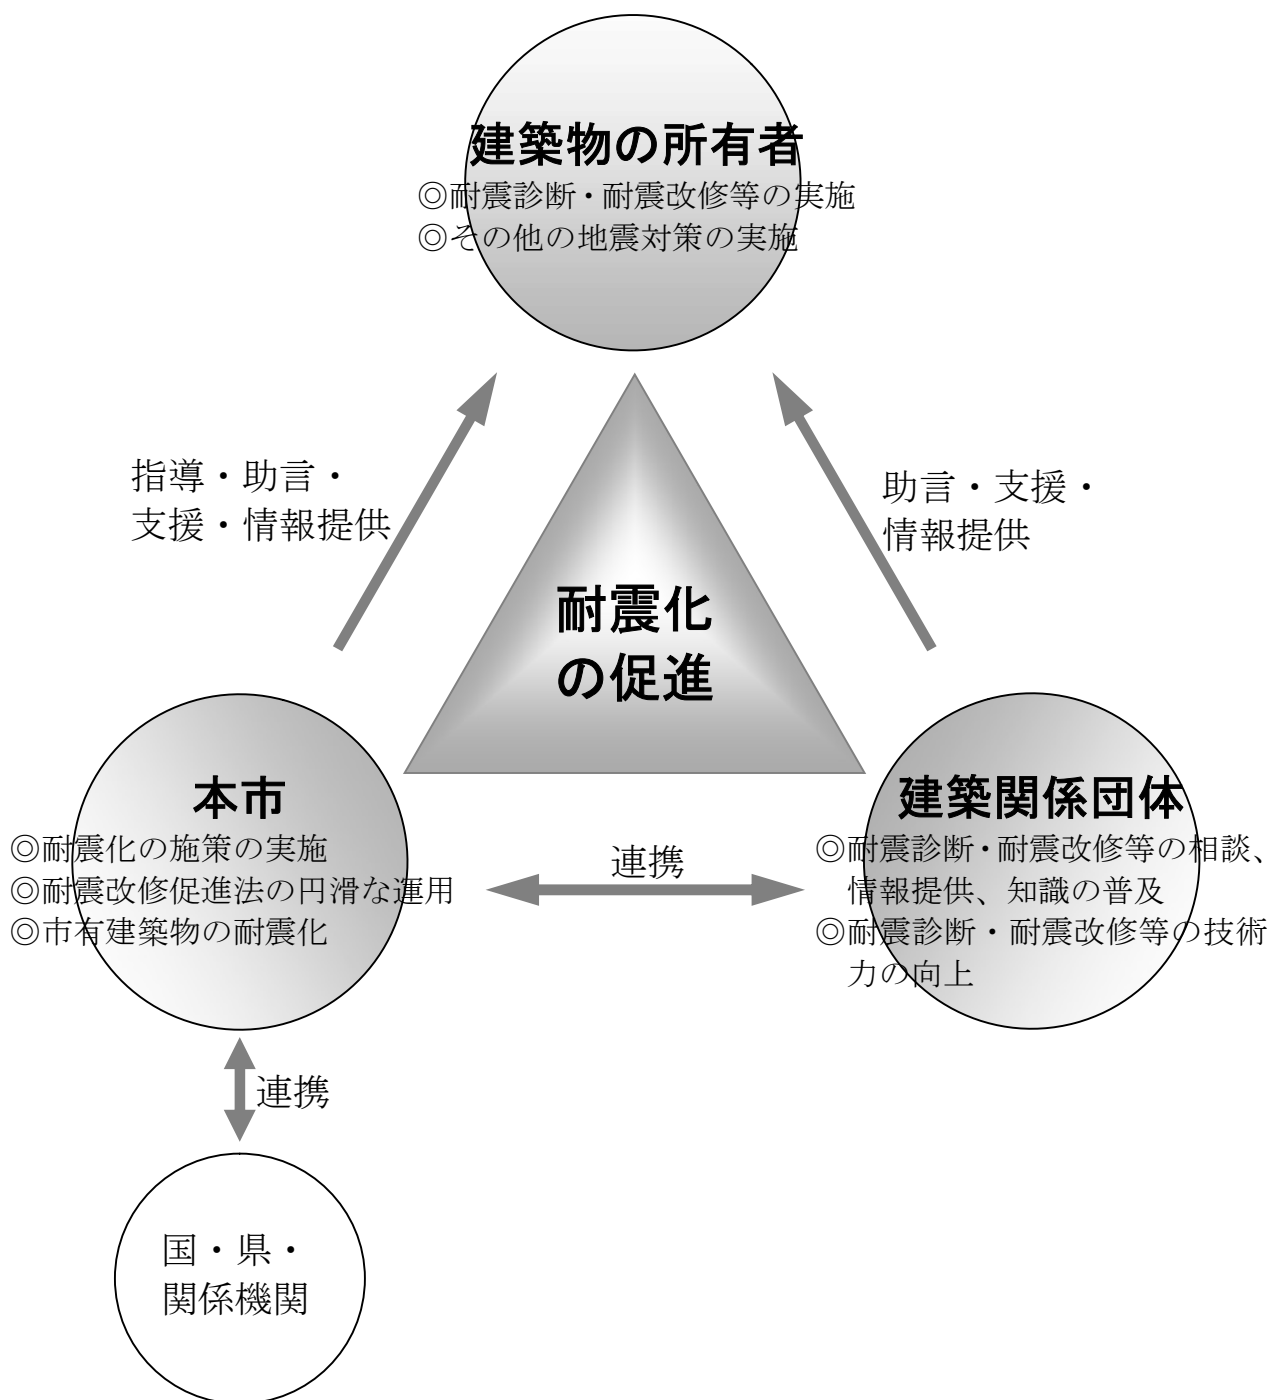 建築物の所有者
◎耐震診断・耐震改修等の実施
◎その他の地震対策の実施
指導・助言・
支援・情報提供
助言・支援・
情報提供
耐震化
の促進
本市
◎耐震化の施策の実施
◎耐震改修促進法の円滑な運用
◎市有建築物の耐震化
連携
建築関係団体
◎耐震診断・耐震改修等の相談、
情報提供、知識の普及
◎耐震診断・耐震改修等の技術
力の向上
連携
国・県・
関係機関